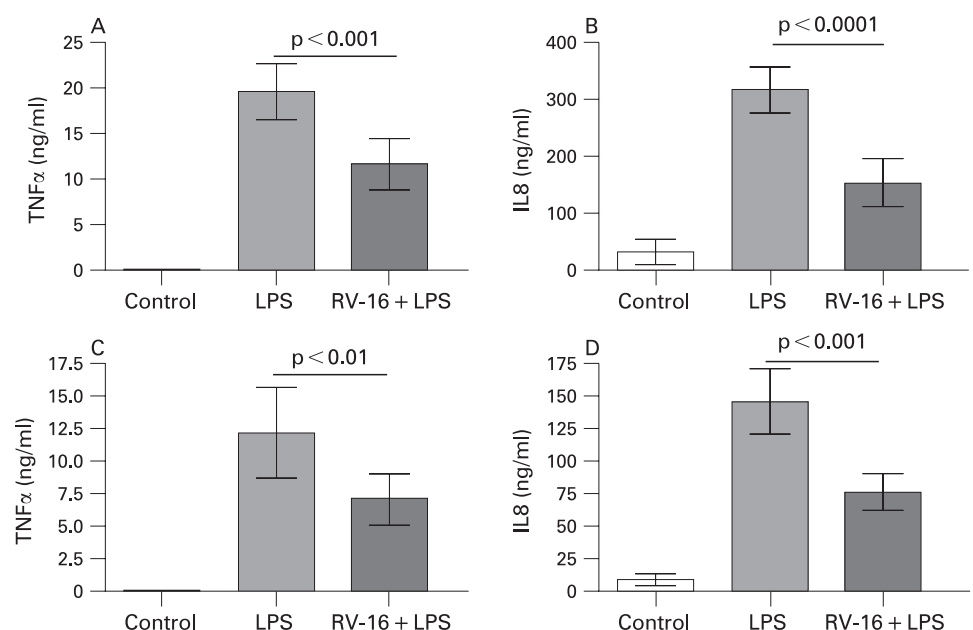 A
p < 0.001
TNFα (ng/ml)
25
20
15
10
5
0
Control LPS RV-16 + LPS
B
p < 0.0001
IL8 (ng/ml)
400
300
200
100
0
Control LPS RV-16 + LPS
C
p < 0.01
TNFα (ng/ml)
17.5
15.0
12.5
10.0
7.5
5.0
2.5
0
Control LPS RV-16 + LPS
D
p < 0.001
IL8 (ng/ml)
175
150
125
100
75
50
25
0
Control LPS RV-16 + LPS